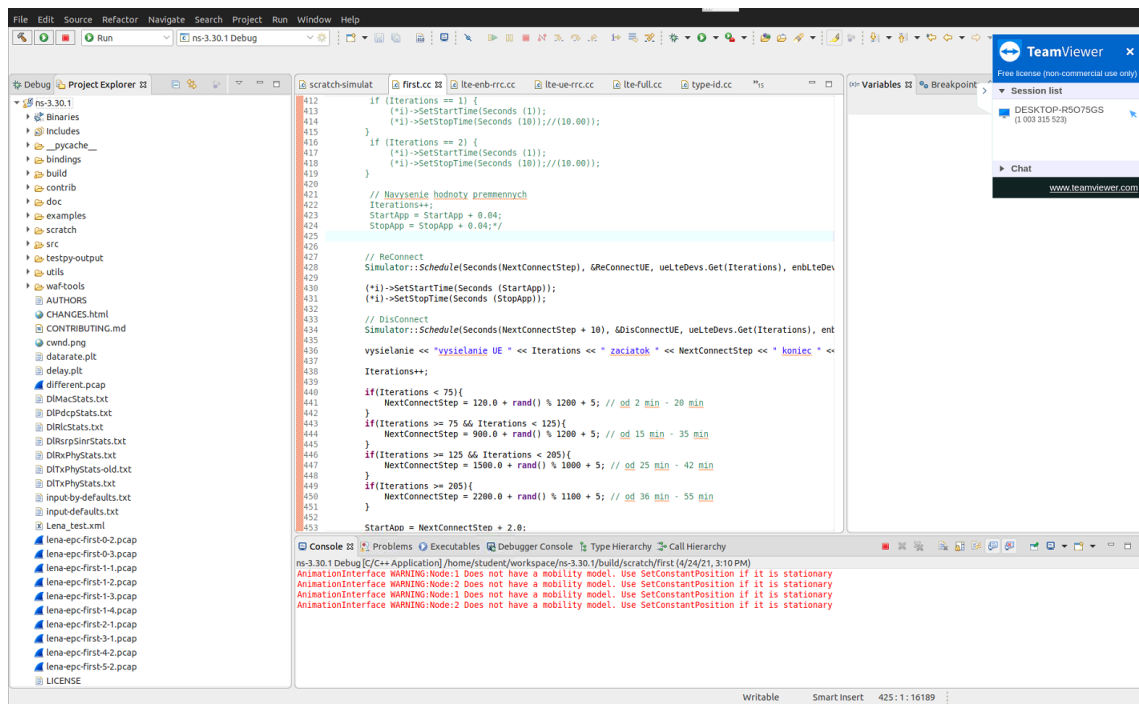 File Edit Source Refactor Navigate Search Project Run Window Help
Run
ns-3.30.1 Debug
TeamViewer
Free license (non-commercial use only)
Session list
DESKTOP-R5O75GS
(1 003 315 523)
Chat
www.teamviewer.com
Debug Project Explorer
ns-3.30.1
Binaries
Includes
__pycache__
bindings
build
contrib
doc
examples
scratch
src
testpy-output
utils
waf-tools
AUTHORS
CHANGES.html
CONTRIBUTING.md
cwnd.png
datarate.plt
delay.plt
different.pcap
DlMacStats.txt
DlPdcpStats.txt
DlRlcStats.txt
DlRsrpSinrStats.txt
DlRxPhyStats.txt
DlTxPhyStats-old.txt
DlTxPhyStats.txt
input-by-defaults.txt
input-defaults.txt
Lena_test.xml
lena-epc-first-0-2.pcap
lena-epc-first-0-3.pcap
lena-epc-first-1-1.pcap
lena-epc-first-1-2.pcap
lena-epc-first-1-3.pcap
lena-epc-first-1-4.pcap
lena-epc-first-2-1.pcap
lena-epc-first-3-1.pcap
lena-epc-first-4-2.pcap
lena-epc-first-5-2.pcap
LICENSE
scratch-simulat first.cc lte-enb-rrc.cc lte-ue-rrc.cc lte-full.cc type-id.cc »15
412 if (Iterations == 1) {
413 (*i)->SetStartTime(Seconds (1));
414 (*i)->SetStopTime(Seconds (10));//(10.00));
415 }
416 if (Iterations == 2) {
417 (*i)->SetStartTime(Seconds (1));
418 (*i)->SetStopTime(Seconds (10));//(10.00));
419 }
420
421 // Navysenie hodnoty premmennych
422 Iterations++;
423 StartApp = StartApp + 0.04;
424 StopApp = StopApp + 0.04;*/
425
426
427 // ReConnect
428 Simulator::Schedule(Seconds(NextConnectStep), &ReConnectUE, ueLteDevs.Get(Iterations), enbLteDev
429
430 (*i)->SetStartTime(Seconds (StartApp));
431 (*i)->SetStopTime(Seconds (StopApp));
432
433 // DisConnect
434 Simulator::Schedule(Seconds(NextConnectStep + 10), &DisConnectUE, ueLteDevs.Get(Iterations), enb
435
436 vysielanie << "vysielanie UE " << Iterations << " zaciatok " << NextConnectStep << " koniec " <<
437
438 Iterations++;
439
440 if(Iterations < 75){
441 NextConnectStep = 120.0 + rand() % 1200 + 5; // od 2 min - 20 min
442 }
443 if(Iterations >= 75 && Iterations < 125){
444 NextConnectStep = 900.0 + rand() % 1200 + 5; // od 15 min - 35 min
445 }
446 if(Iterations >= 125 && Iterations < 205){
447 NextConnectStep = 1500.0 + rand() % 1000 + 5; // od 25 min - 42 min
448 }
449 if(Iterations >= 205){
450 NextConnectStep = 2200.0 + rand() % 1100 + 5; // od 36 min - 55 min
451 }
452
453 StartApp = NextConnectStep + 2.0;
(x)= Variables Breakpoint
Console Problems Executables Debugger Console Type Hierarchy Call Hierarchy
ns-3.30.1 Debug [C/C++ Application] /home/student/workspace/ns-3.30.1/build/scratch/first (4/24/21, 3:10 PM)
AnimationInterface WARNING:Node:1 Does not have a mobility model. Use SetConstantPosition if it is stationary
AnimationInterface WARNING:Node:2 Does not have a mobility model. Use SetConstantPosition if it is stationary
AnimationInterface WARNING:Node:1 Does not have a mobility model. Use SetConstantPosition if it is stationary
AnimationInterface WARNING:Node:2 Does not have a mobility model. Use SetConstantPosition if it is stationary
Writable Smart Insert 425 : 1 : 16189